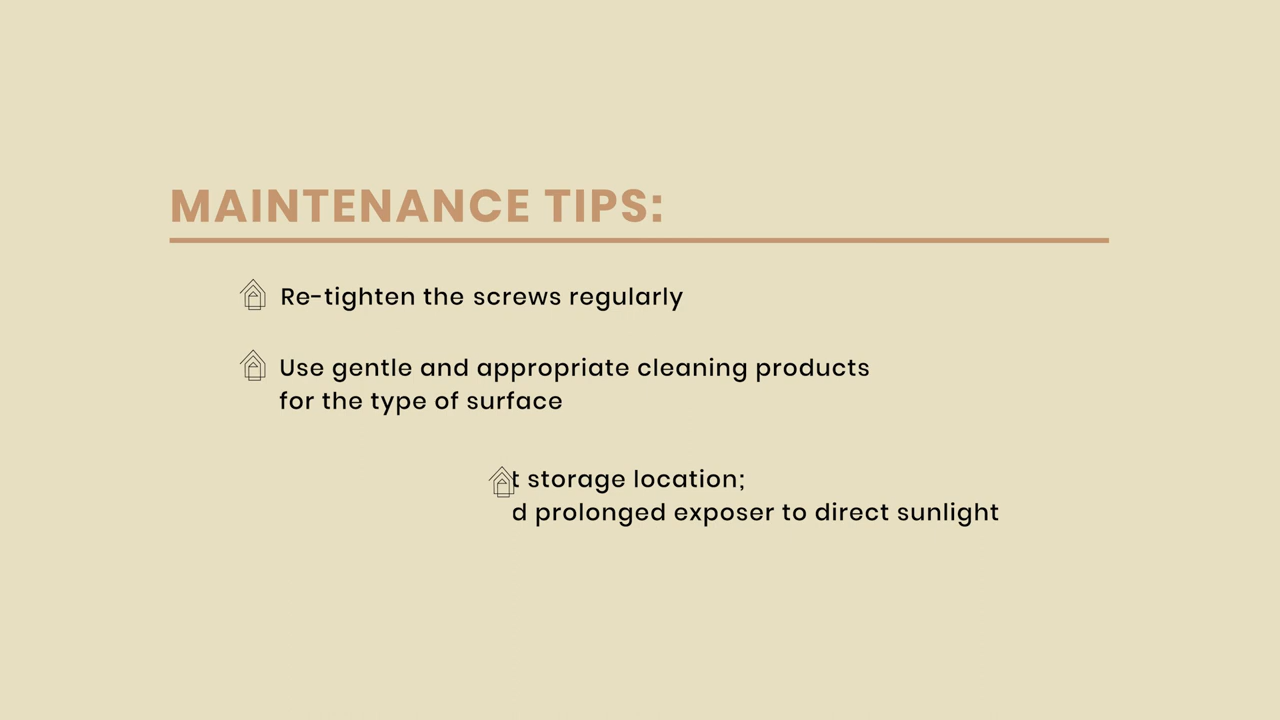 MAINTENANCE TIPS:
Re-tighten the screws regularly
Use gentle and appropriate cleaning products
for the type of surface
t storage location;
d prolonged exposer to direct sunlight